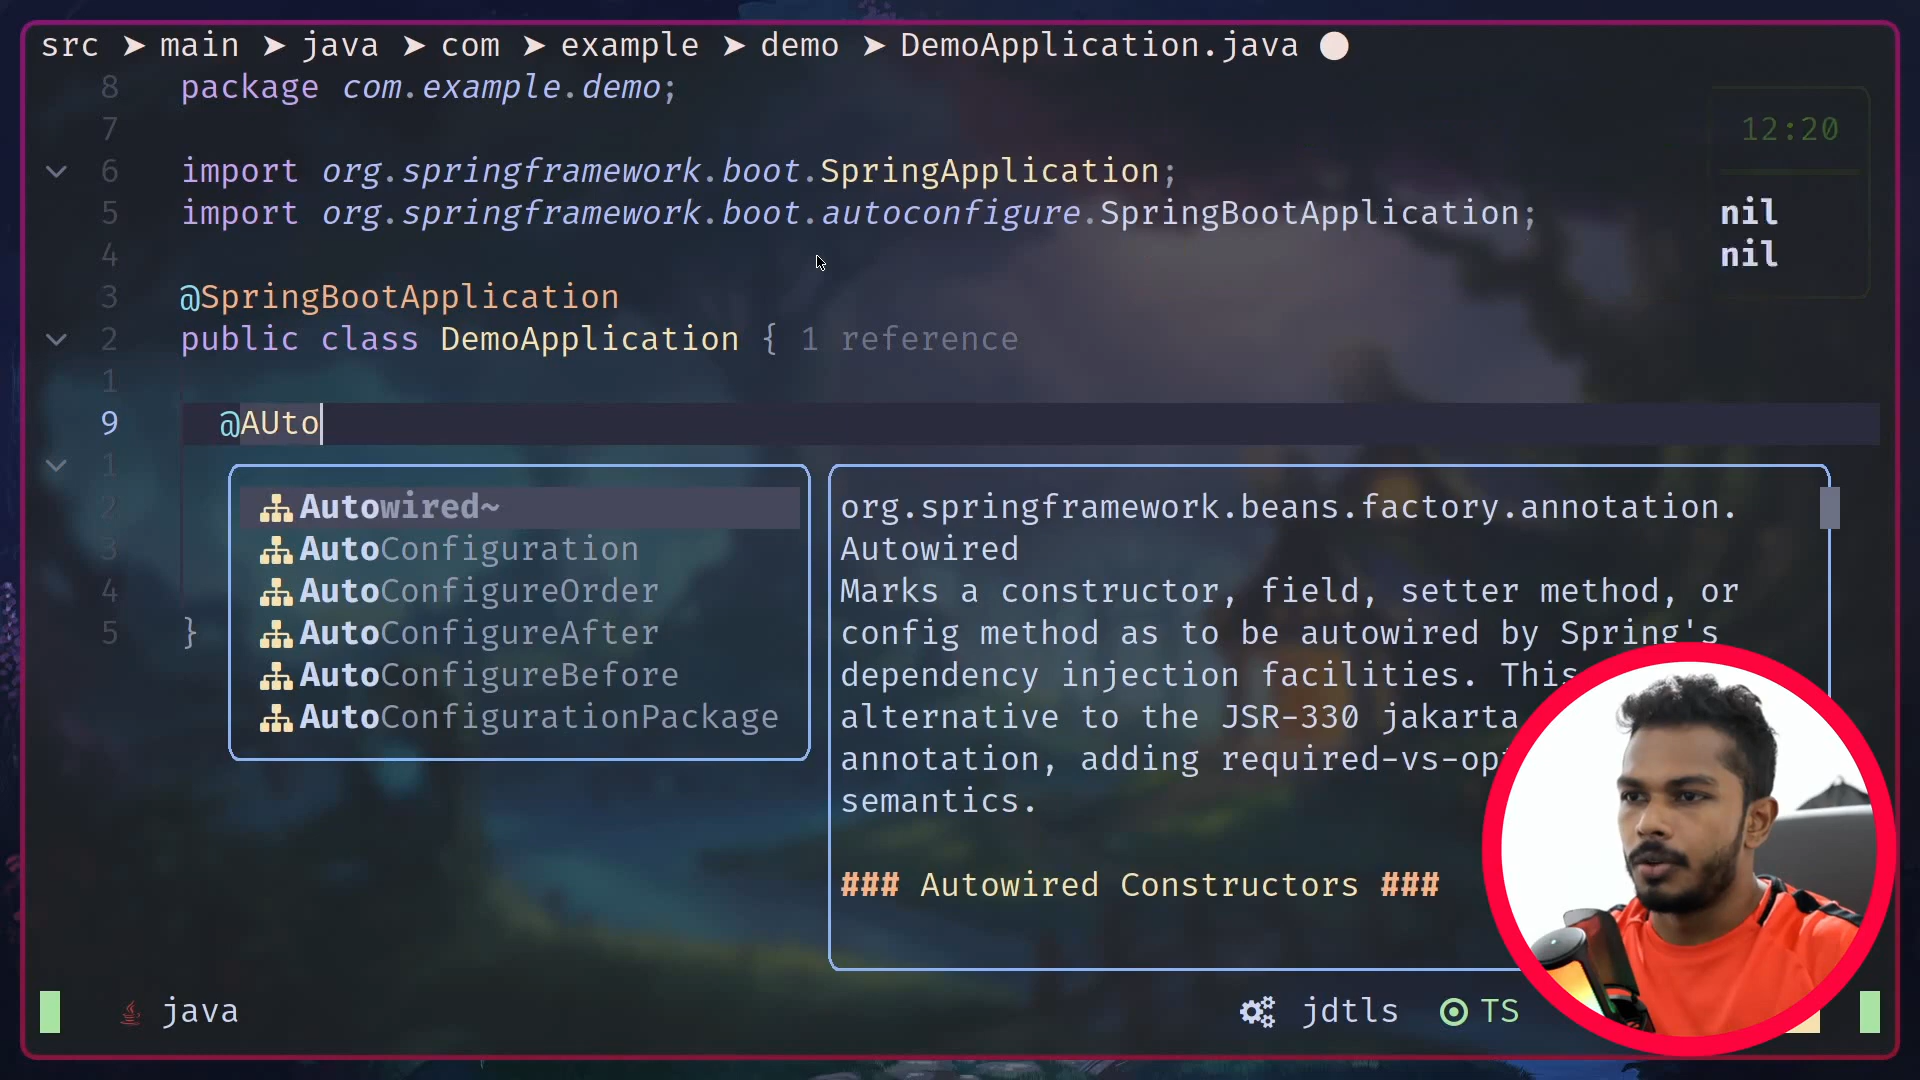 src ➤ main ➤ java ➤ com ➤ example ➤ demo ➤ DemoApplication.java ●
8 package com.example.demo;
7
6 import org.springframework.boot.SpringApplication;
5 import org.springframework.boot.autoconfigure.SpringBootApplication;
4
3 @SpringBootApplication
2 public class DemoApplication { 1 reference
1
9 @AUto
1
2
3
4
5 }
12:20
nil
nil
Autowired~
AutoConfiguration
AutoConfigureOrder
AutoConfigureAfter
AutoConfigureBefore
AutoConfigurationPackage
org.springframework.beans.factory.annotation.
Autowired
Marks a constructor, field, setter method, or
config method as to be autowired by Spring's
dependency injection facilities. This
alternative to the JSR-330 jakarta
annotation, adding required-vs-op
semantics.
### Autowired Constructors ###
java
jdtls
TS